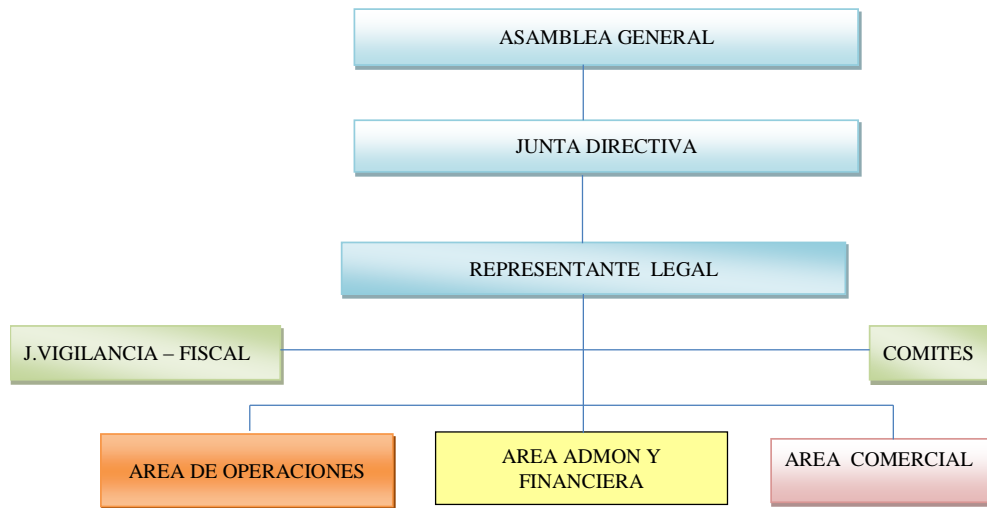 ASAMBLEA GENERAL
JUNTA DIRECTIVA
REPRESENTANTE LEGAL
J.VIGILANCIA – FISCAL
COMITES
AREA DE OPERACIONES
AREA ADMON Y
FINANCIERA
AREA COMERCIAL